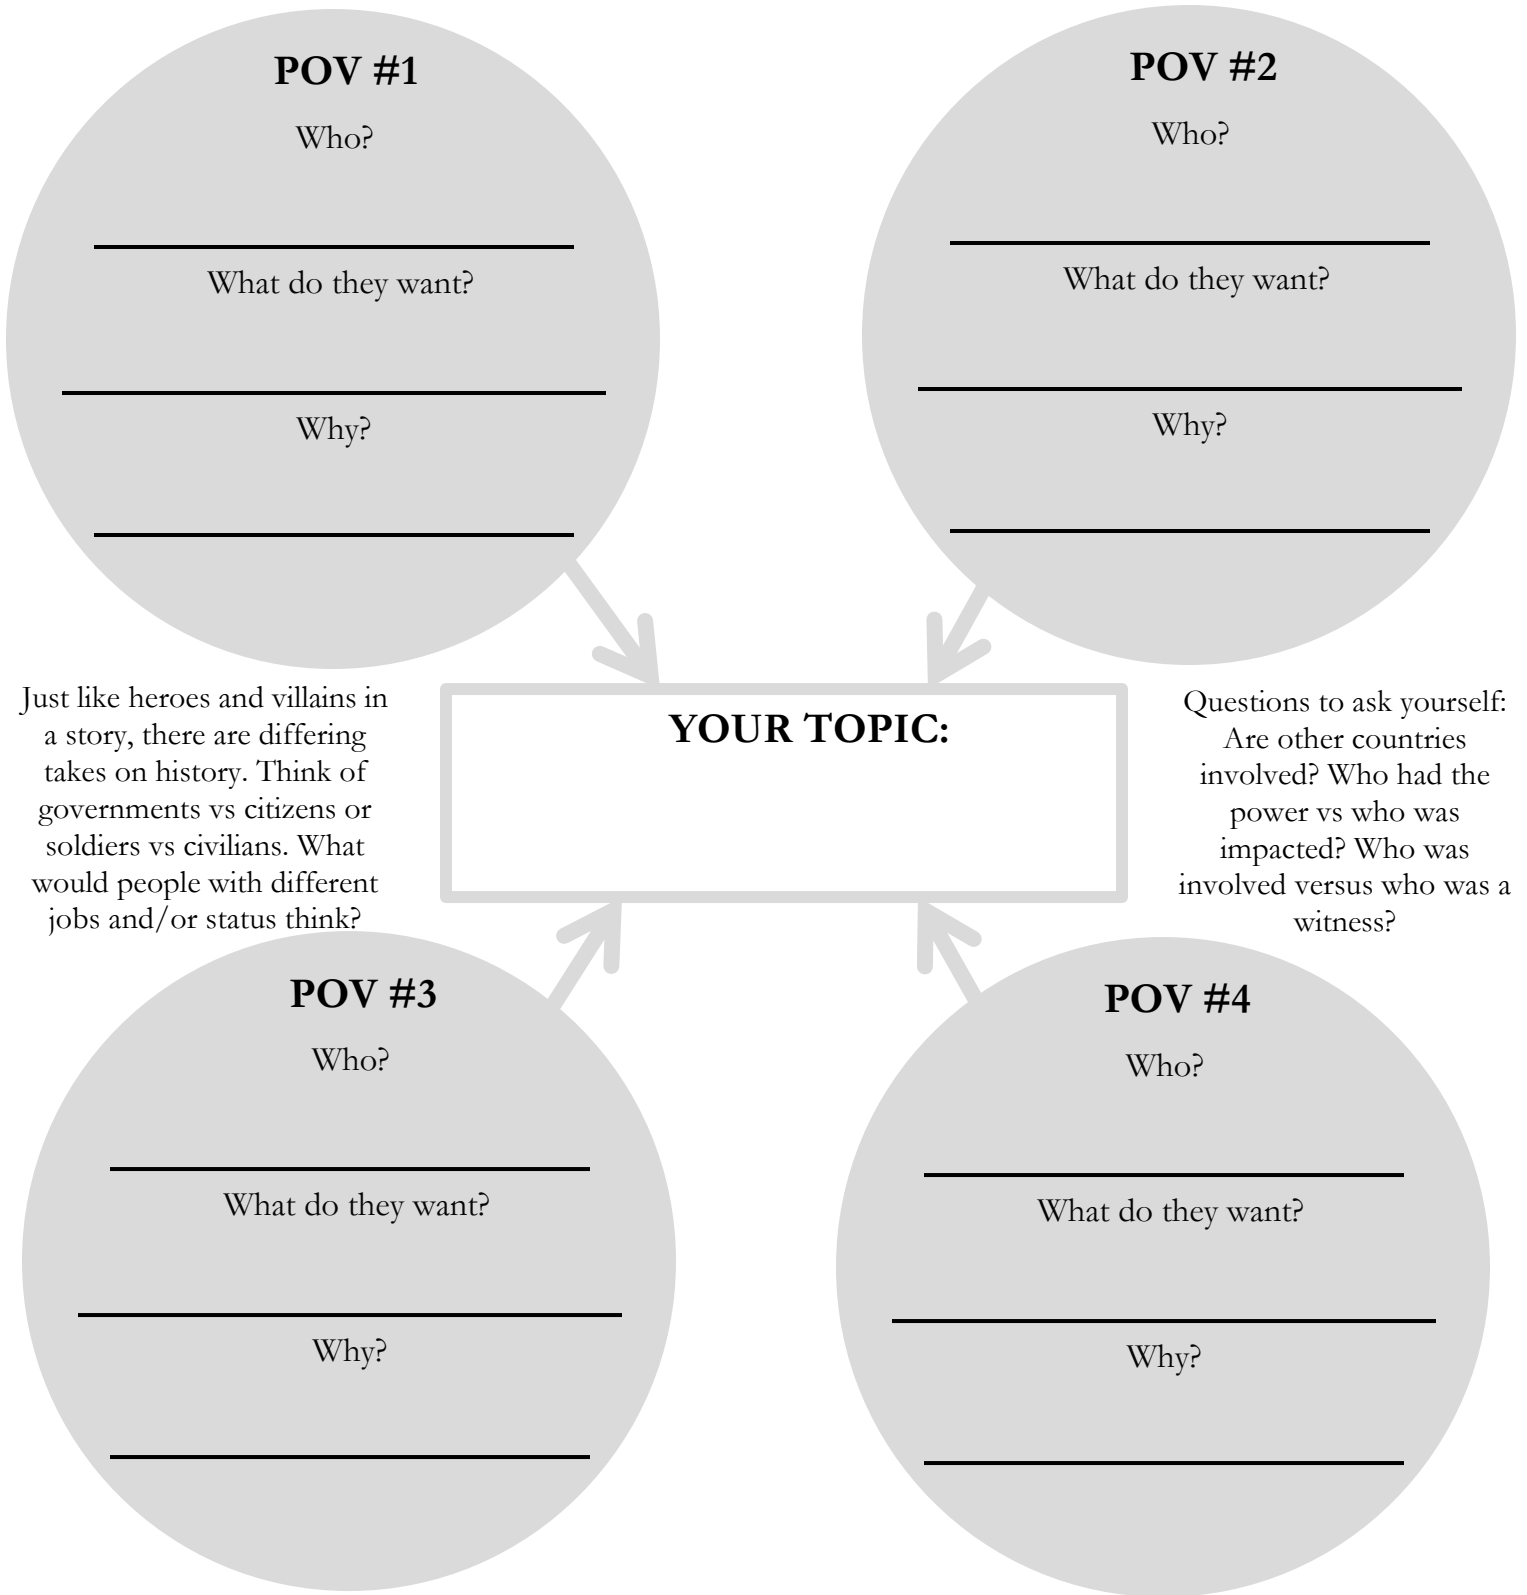 POV #1
Who?
What do they want?
Why?
POV #2
Who?
What do they want?
Why?
Just like heroes and villains in
a story, there are differing
takes on history. Think of
governments vs citizens or
soldiers vs civilians. What
would people with different
jobs and/or status think?
YOUR TOPIC:
Questions to ask yourself:
Are other countries
involved? Who had the
power vs who was
impacted? Who was
involved versus who was a
witness?
POV #3
Who?
What do they want?
Why?
POV #4
Who?
What do they want?
Why?